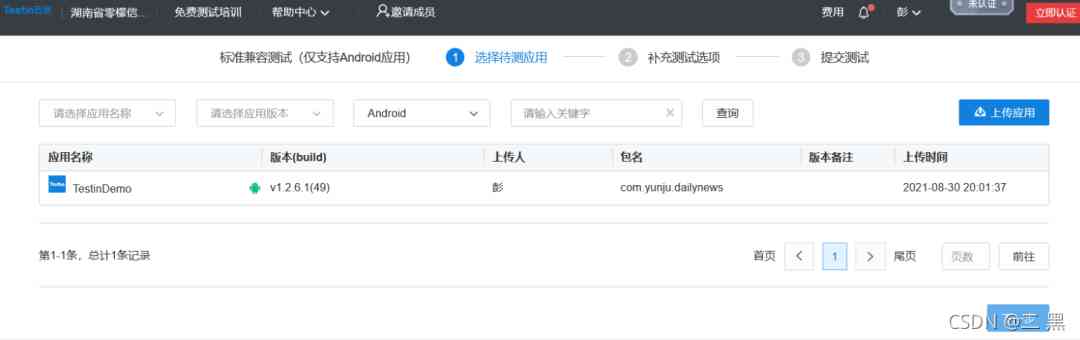 Testin云测 湖南省零檬信... 免费测试培训 帮助中心 邀请成员 费用 彭 未认证 立即认证
标准兼容测试（仅支持Android应用） 1 选择待测应用 2 补充测试选项 3 提交测试
请选择应用名称 请选择应用版本 Android 请输入关键字 查询 上传应用
应用名称 版本(build) 上传人 包名 版本备注 上传时间
Testin TestinDemo v1.2.6.1(49) 彭 com.yunju.dailynews 2021-08-30 20:01:37
第1-1条，总计1条记录 首页 1 尾页 页数 前往
CSDN @三 黑